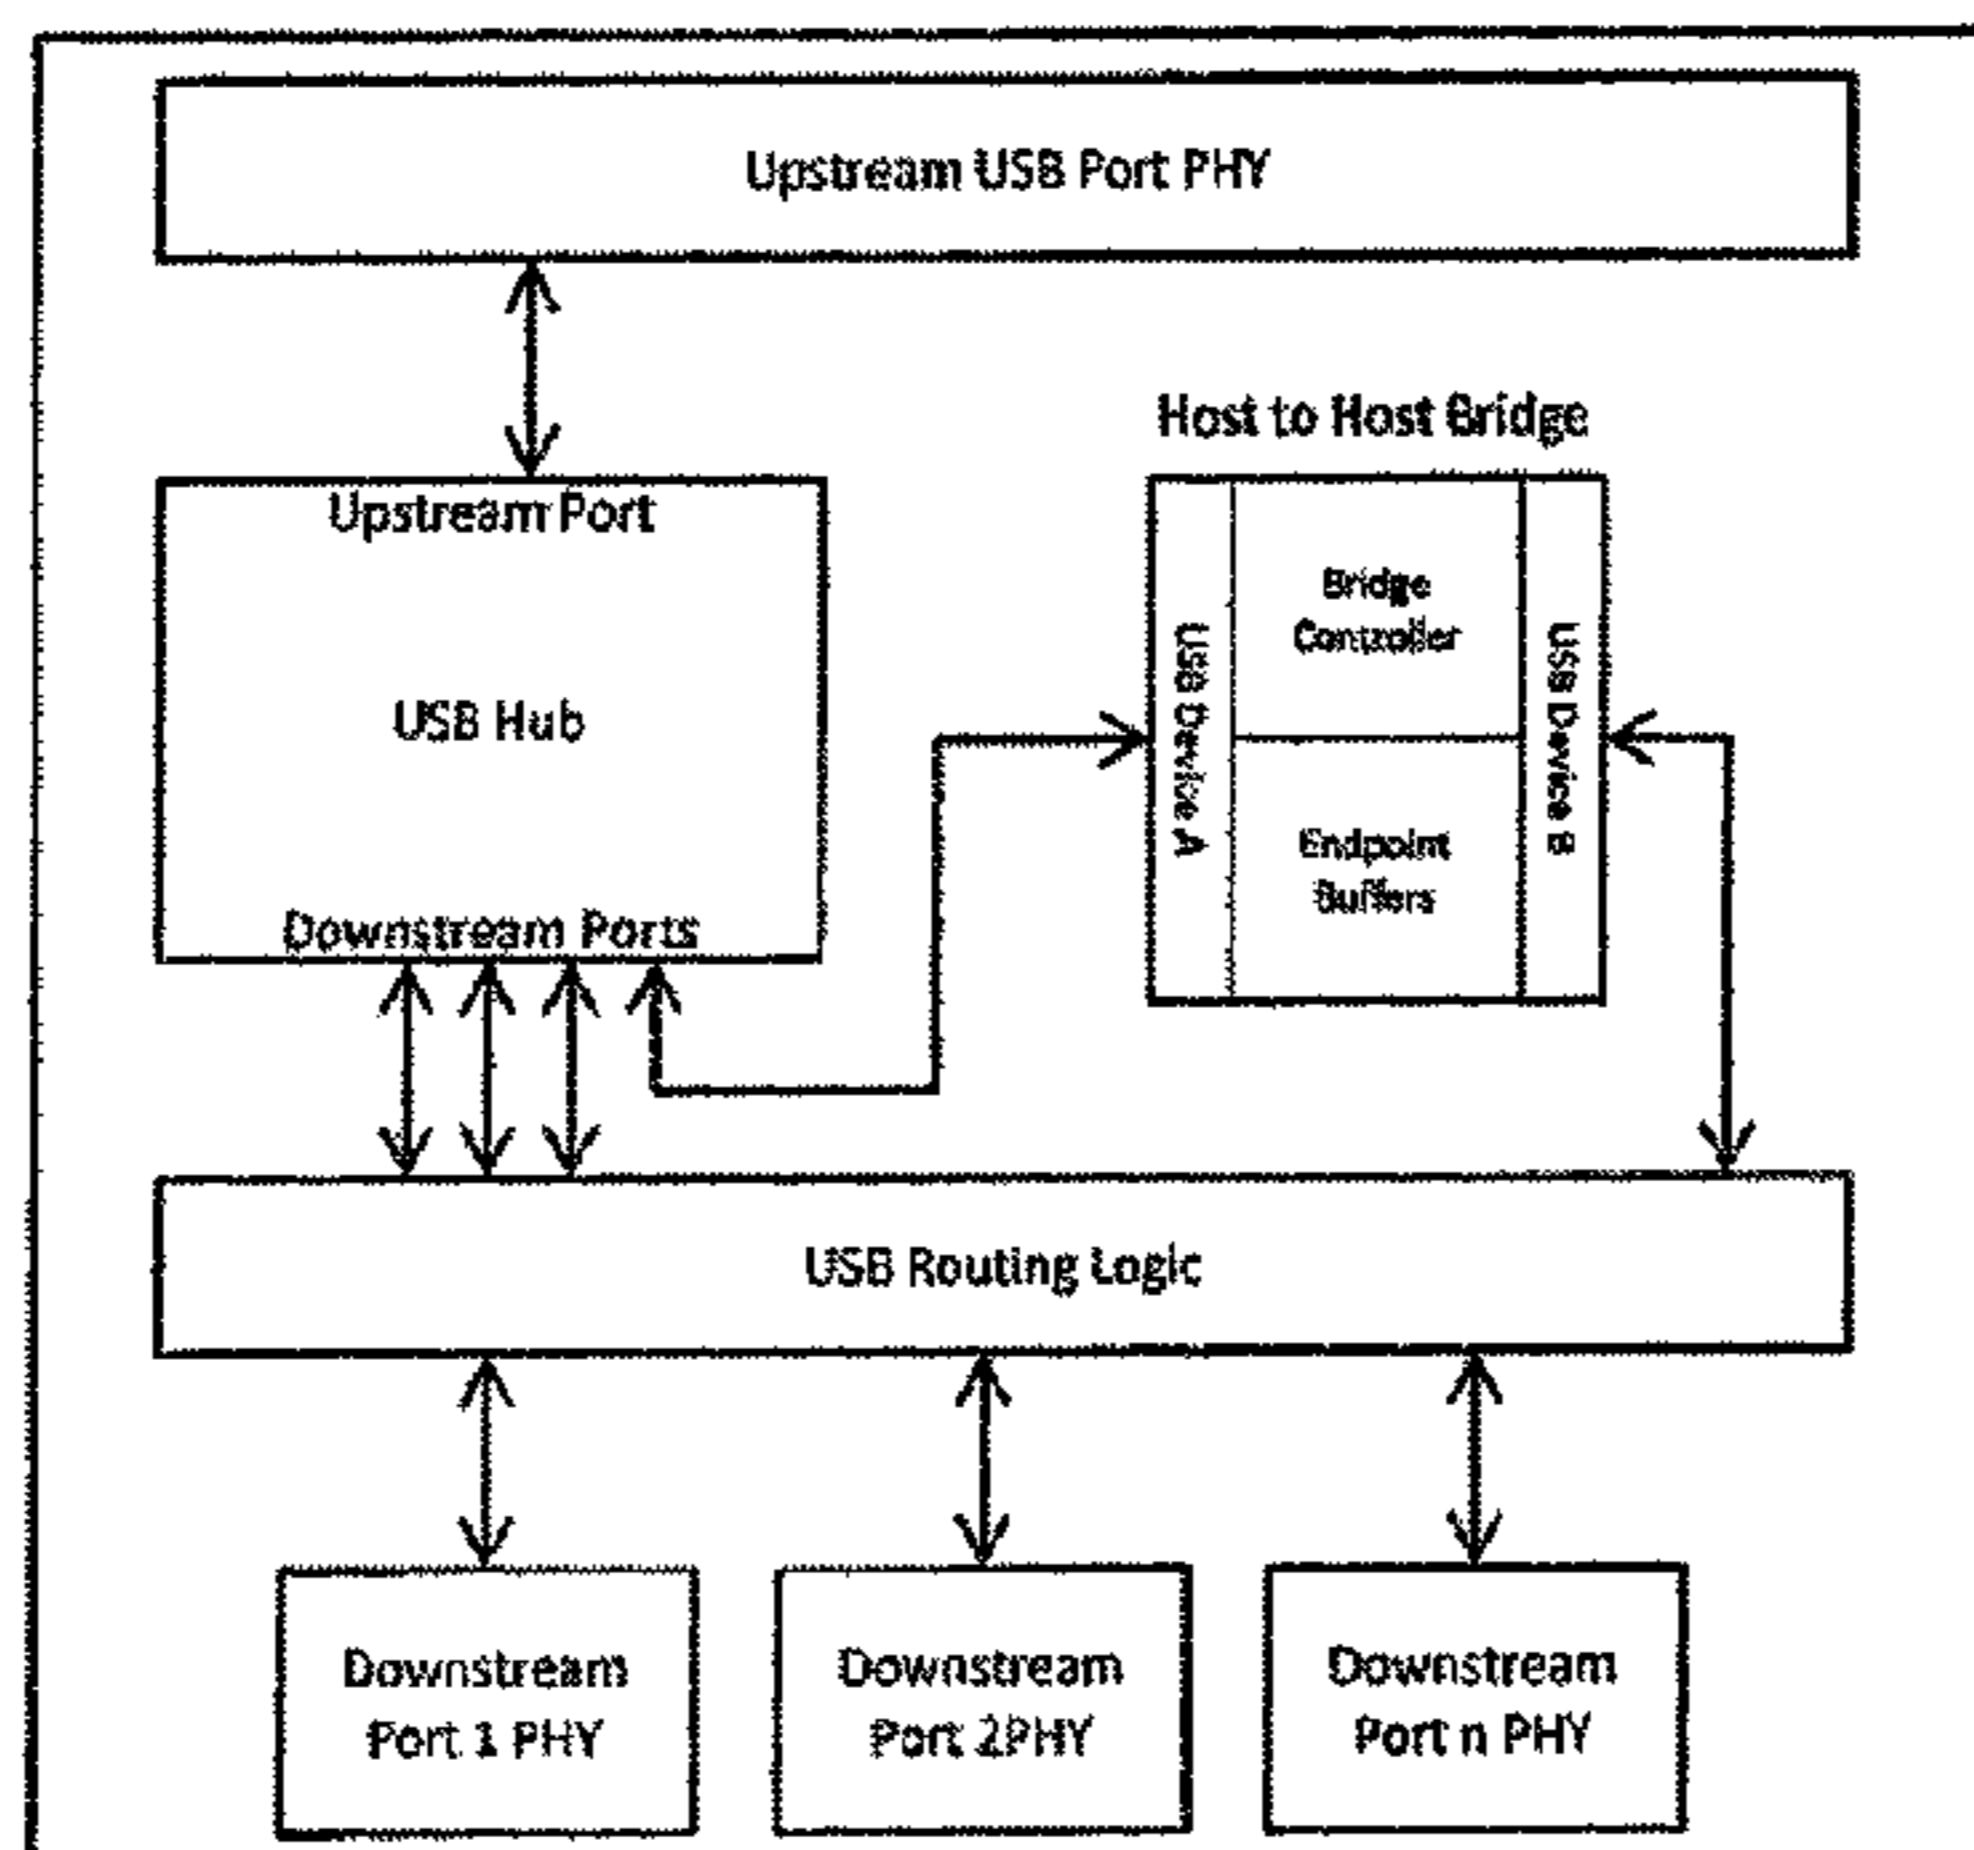 Upstream USB Port PHY
Host to Host Bridge
Upstream Port
USB Hub
Downstream Ports
USB Device A
Bridge
Controller
Endpoint
Buffers
USB Device B
USB Routing Logic
Downstream
Port 1 PHY
Downstream
Port 2PHY
Downstream
Port n PHY